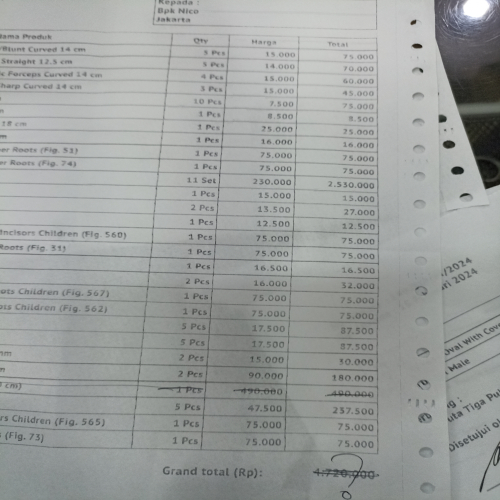 Kepada :
Bpk Nico
Jakarta
Nama Produk Qty Harga Total
/Blunt Curved 14 cm 5 Pcs 15.000 75.000
Straight 12.5 cm 5 Pcs 14.000 70.000
Forceps Curved 14 cm 4 Pcs 15.000 60.000
Sharp Curved 14 cm 3 Pcs 15.000 45.000
10 Pcs 7.500 75.000
1 Pcs 8.500 8.500
18 cm 1 Pcs 25.000 25.000
1 Pcs 16.000 16.000
er Roots (Fig. 51) 1 Pcs 75.000 75.000
er Roots (Fig. 74) 1 Pcs 75.000 75.000
11 Set 230.000 2.530.000
1 Pcs 15.000 15.000
2 Pcs 13.500 27.000
1 Pcs 12.500 12.500
Incisors Children (Fig. 560) 1 Pcs 75.000 75.000
Roots (Fig. 31) 1 Pcs 75.000 75.000
1 Pcs 16.500 16.500
2 Pcs 16.000 32.000
ots Children (Fig. 567) 1 Pcs 75.000 75.000
ots Children (Fig. 562) 1 Pcs 75.000 75.000
5 Pcs 17.500 87.500
5 Pcs 17.500 87.500
2 Pcs 15.000 30.000
2 Pcs 90.000 180.000
cm) 1 Pcs 490.000 490.000
5 Pcs 47.500 237.500
rs Children (Fig. 565) 1 Pcs 75.000 75.000
(Fig. 73) 1 Pcs 75.000 75.000
Grand total (Rp): 4.720.000
?
/2024
ri 2024
Oval With Cove
Male
uta Tiga Pu
Disetujui o